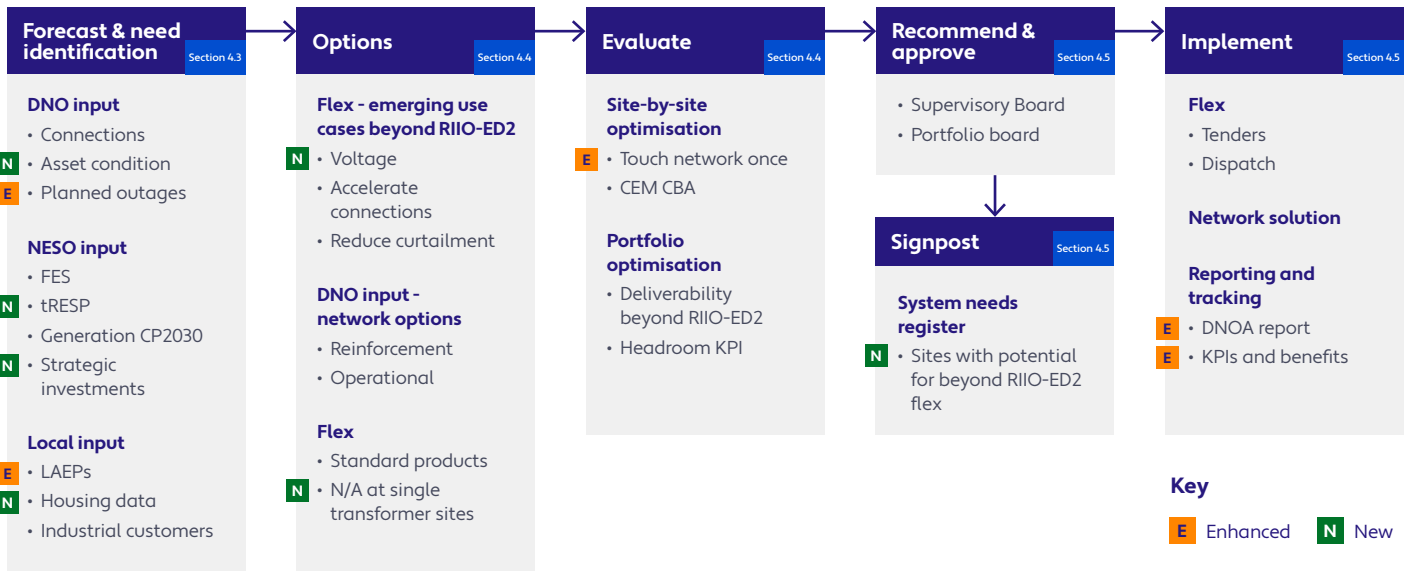 Forecast & need
identification
Section 4.3
DNO input
• Connections
N • Asset condition
E • Planned outages
NESO input
• FES
N • tRESP
• Generation CP2030
N • Strategic
investments
Local input
E • LAEPs
N • Housing data
• Industrial customers
Options
Section 4.4
Flex - emerging use
cases beyond RIIO-ED2
N • Voltage
• Accelerate
connections
• Reduce curtailment
DNO input -
network options
• Reinforcement
• Operational
Flex
• Standard products
N • N/A at single
transformer sites
Evaluate
Section 4.4
Site-by-site
optimisation
E • Touch network once
• CEM CBA
Portfolio
optimisation
• Deliverability
beyond RIIO-ED2
• Headroom KPI
Recommend &
approve
Section 4.5
• Supervisory Board
• Portfolio board
Signpost
Section 4.5
System needs
register
N • Sites with potential
for beyond RIIO-ED2
flex
Implement
Section 4.5
Flex
• Tenders
• Dispatch
Network solution
Reporting and
tracking
E • DNOA report
E • KPIs and benefits
Key
E Enhanced N New